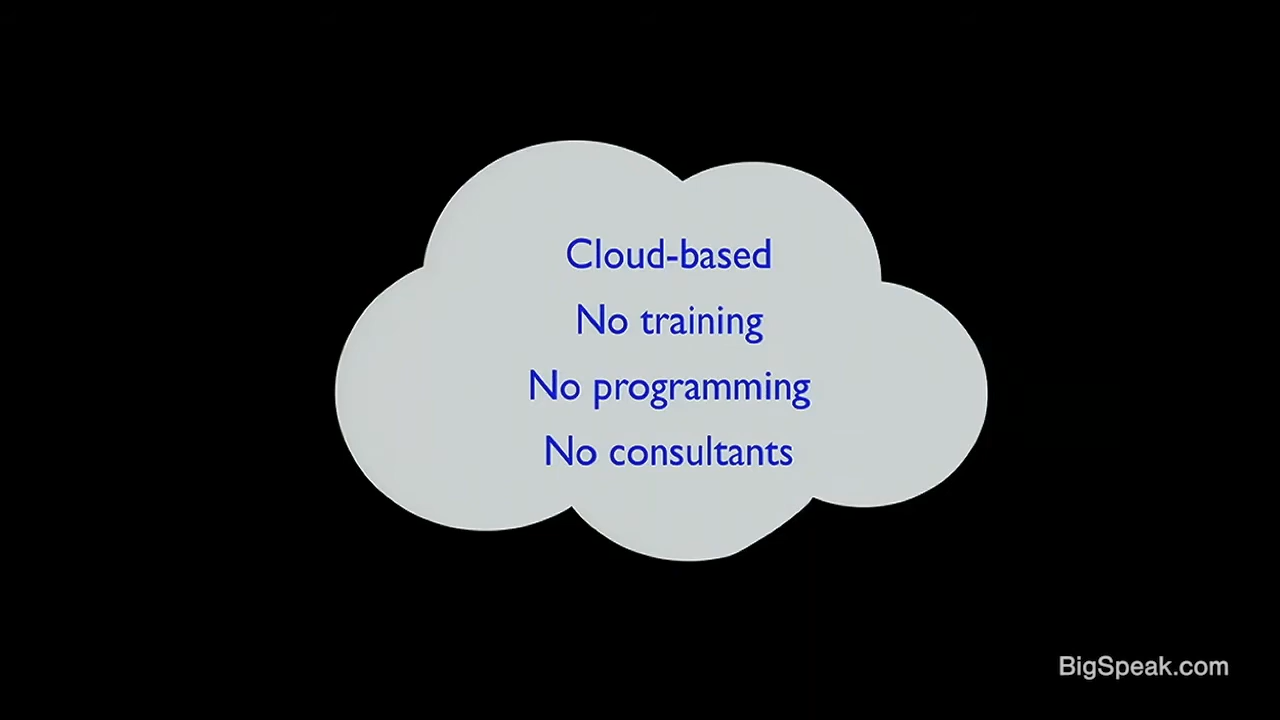 Cloud-based
No training
No programming
No consultants
BigSpeak.com